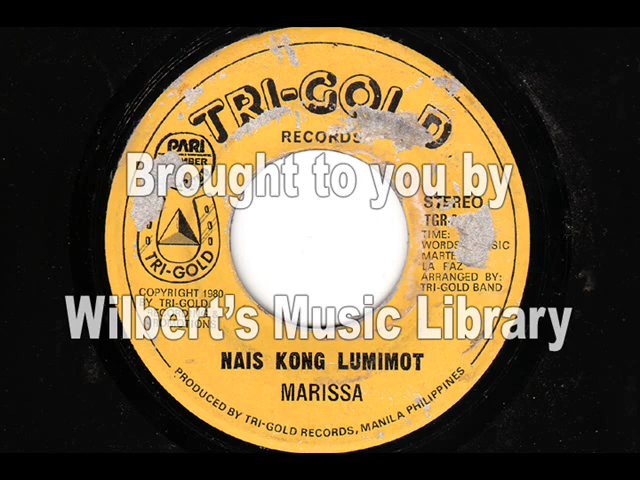 TRI-GOLD
RECORDS
PARI
TRI-GOLD
Brought to you by
STEREO
TIME:
LA PAZ
ARRANGED BY:
TRI-GOLD BAND
COPYRIGHT 1980
BY TRI-GOLD
Wilbert's Music Library
NAIS KONG LUMIMOT
MARISSA
PRODUCED BY TRI-GOLD RECORDS, MANILA PHILIPPINES